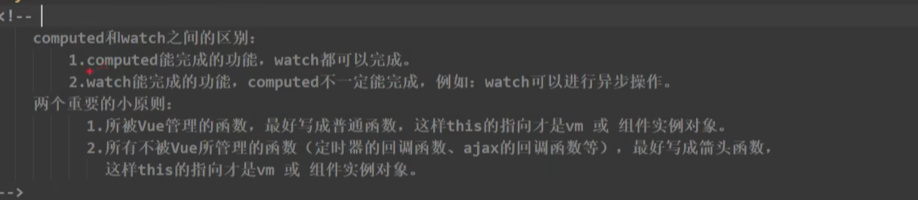 <!--
computed和watch之间的区别：
1.computed能完成的功能，watch都可以完成。
2.watch能完成的功能，computed不一定能完成，例如：watch可以进行异步操作。
两个重要的小原则：
1.所被Vue管理的函数，最好写成普通函数，这样this的指向才是vm 或 组件实例对象。
2.所有不被Vue所管理的函数（定时器的回调函数、ajax的回调函数等），最好写成箭头函数，
这样this的指向才是vm 或 组件实例对象。
-->